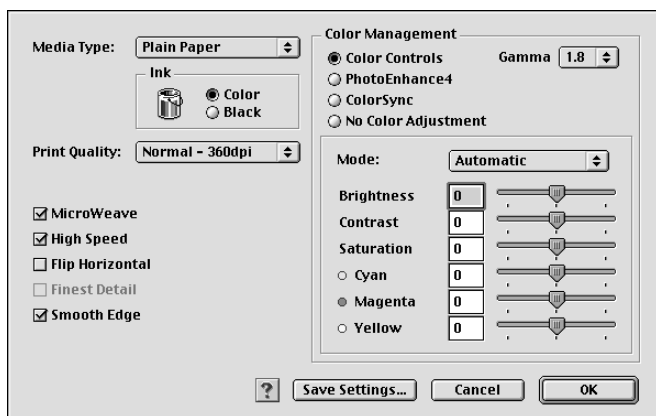 Media Type: Plain Paper
Ink
Color
Black
Print Quality: Normal - 360dpi
MicroWeave
High Speed
Flip Horizontal
Finest Detail
Smooth Edge
Color Management
Color Controls
Gamma 1.8
PhotoEnhance4
ColorSync
No Color Adjustment
Mode: Automatic
Brightness 0
Contrast 0
Saturation 0
Cyan 0
Magenta 0
Yellow 0
? Save Settings... Cancel OK